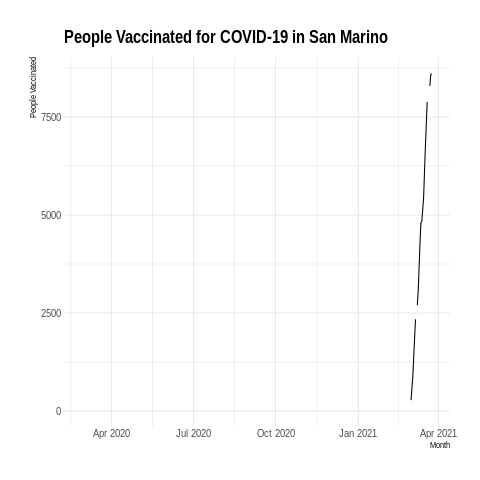 People Vaccinated for COVID-19 in San Marino
People Vaccinated
7500
5000
2500
0
Apr 2020 Jul 2020 Oct 2020 Jan 2021 Apr 2021
Month